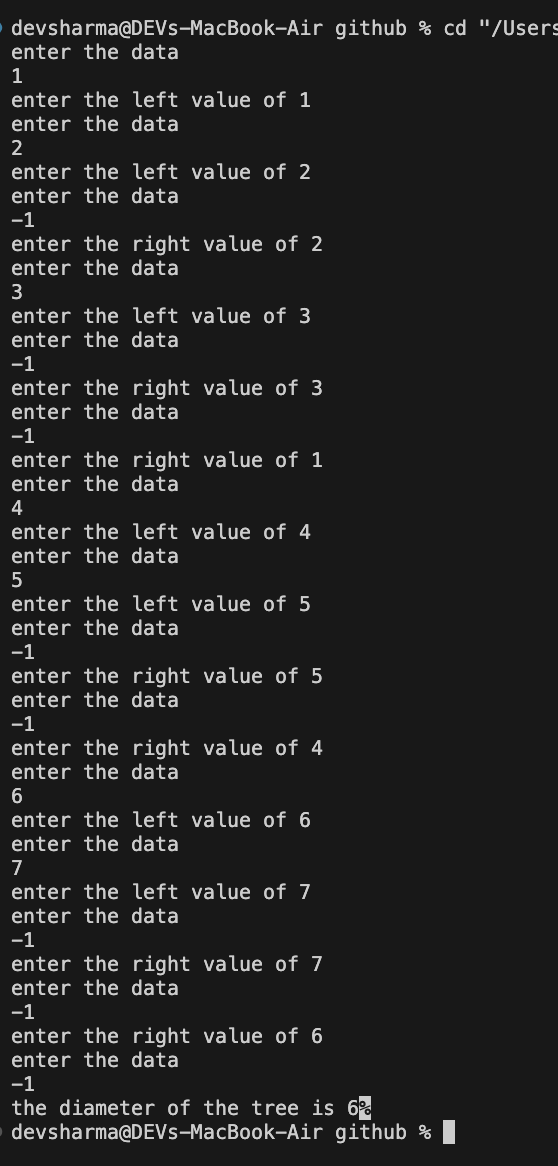 devsharma@DEVs-MacBook-Air github % cd "/Users
enter the data
1
enter the left value of 1
enter the data
2
enter the left value of 2
enter the data
-1
enter the right value of 2
enter the data
3
enter the left value of 3
enter the data
-1
enter the right value of 3
enter the data
-1
enter the right value of 1
enter the data
4
enter the left value of 4
enter the data
5
enter the left value of 5
enter the data
-1
enter the right value of 5
enter the data
-1
enter the right value of 4
enter the data
6
enter the left value of 6
enter the data
7
enter the left value of 7
enter the data
-1
enter the right value of 7
enter the data
-1
enter the right value of 6
enter the data
-1
the diameter of the tree is 6%
devsharma@DEVs-MacBook-Air github %